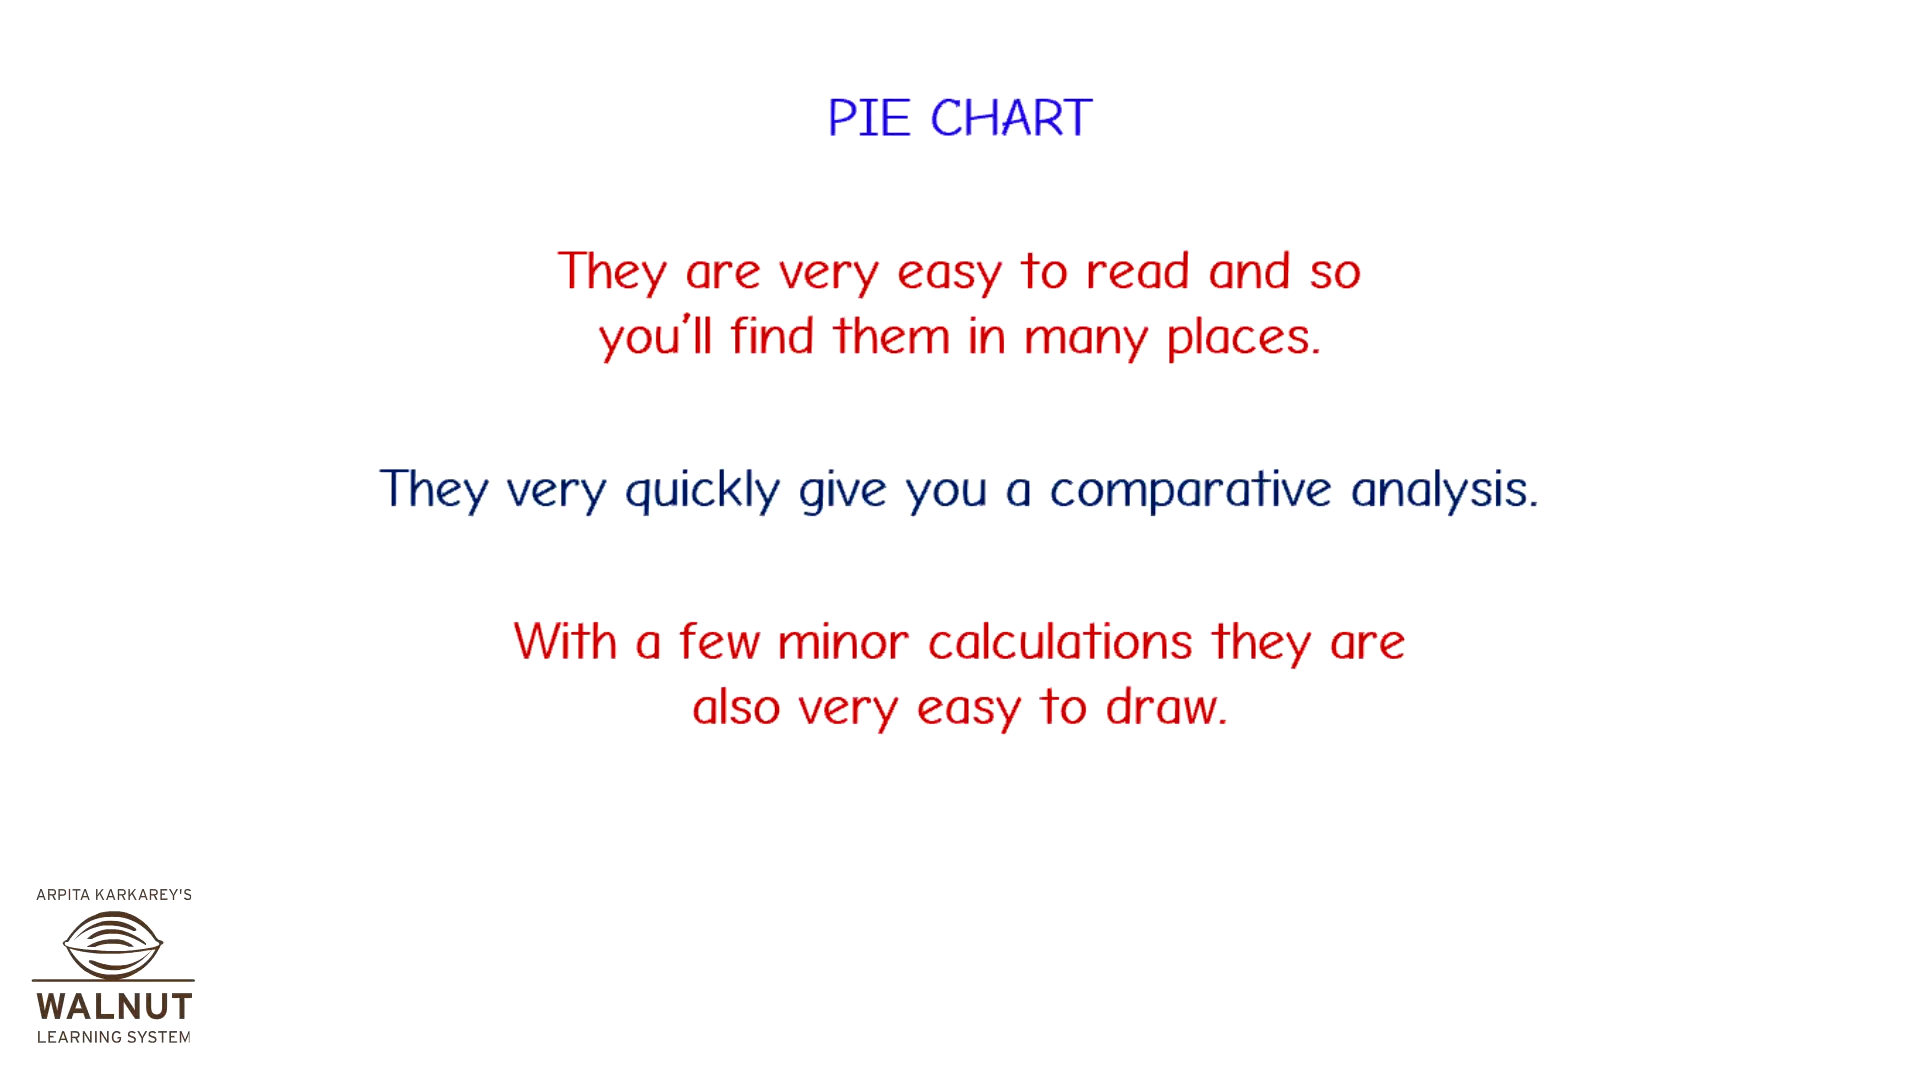 PIE CHART
They are very easy to read and so
you'll find them in many places.
They very quickly give you a comparative analysis.
With a few minor calculations they are
also very easy to draw.
ARPITA KARKAREY'S
WALNUT
LEARNING SYSTEM